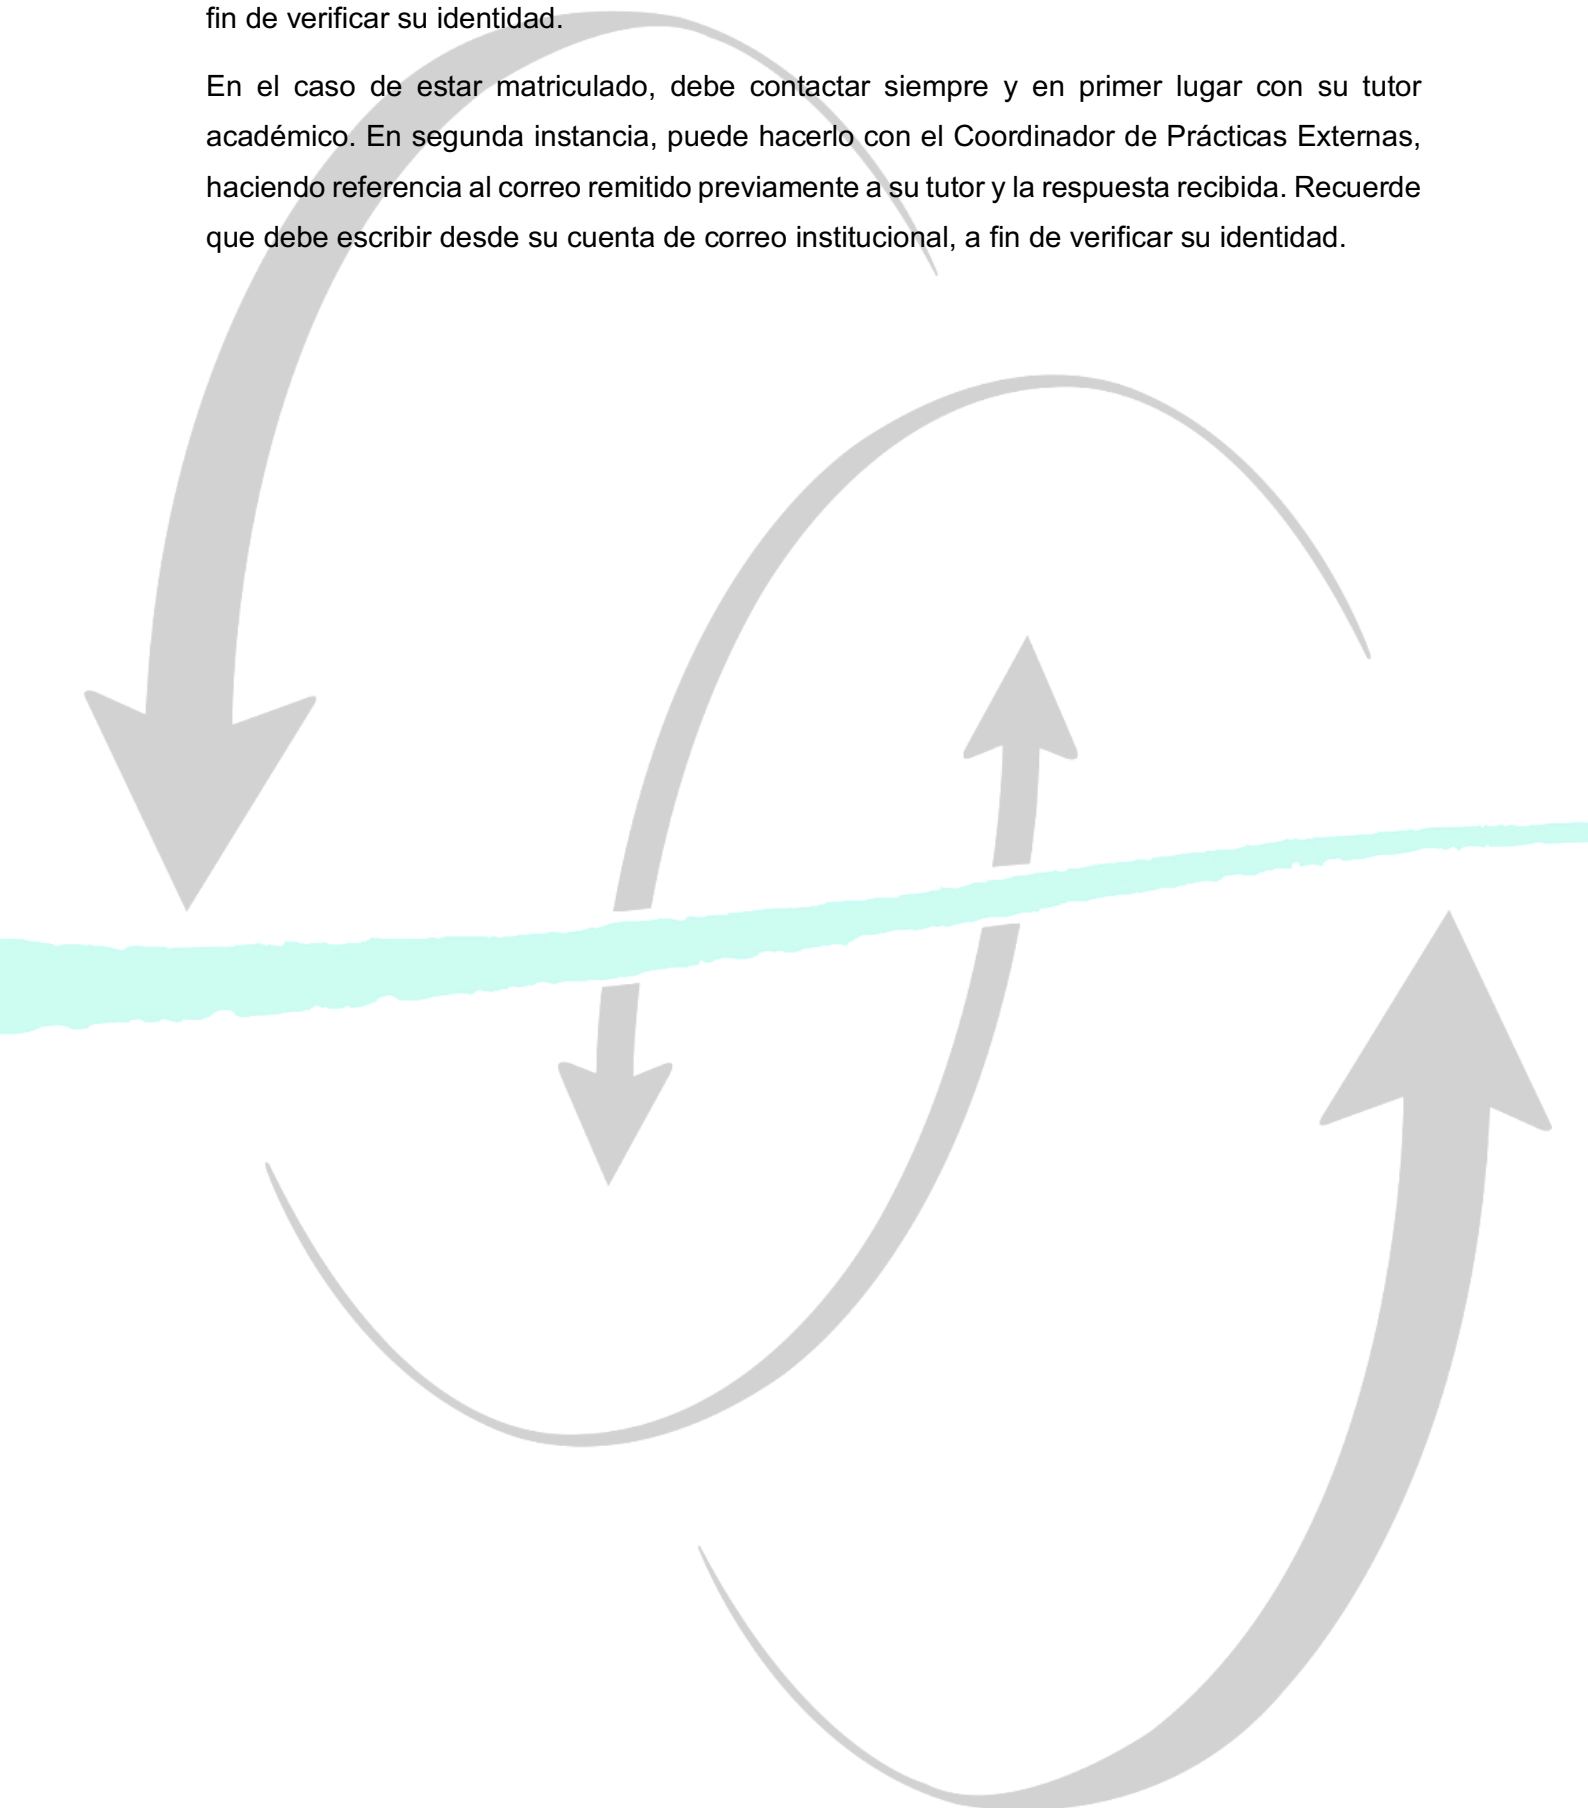 fin de verificar su identidad.
En el caso de estar matriculado, debe contactar siempre y en primer lugar con su tutor
académico. En segunda instancia, puede hacerlo con el Coordinador de Prácticas Externas,
haciendo referencia al correo remitido previamente a su tutor y la respuesta recibida. Recuerde
que debe escribir desde su cuenta de correo institucional, a fin de verificar su identidad.